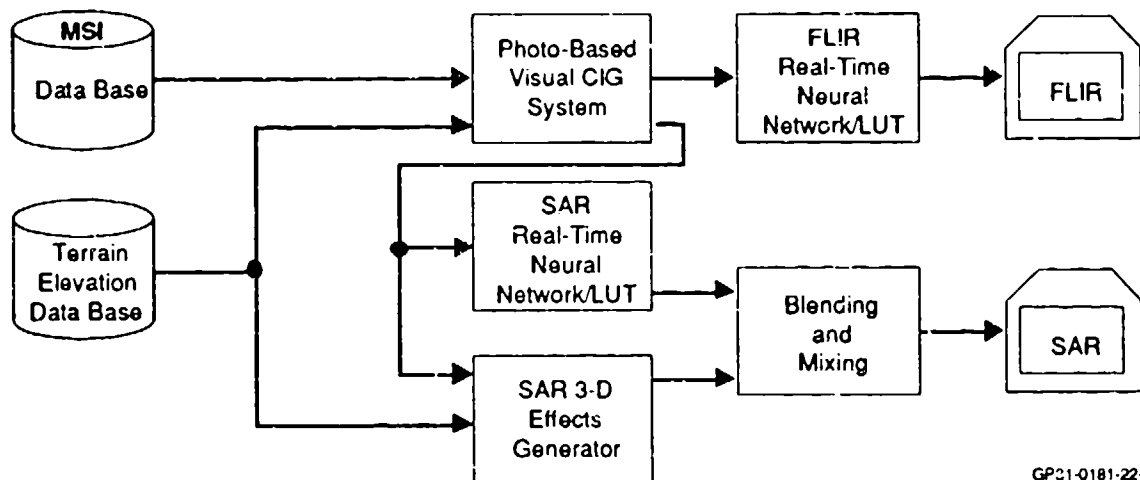 MSI
Data Base
Photo-Based
Visual CIG
System
FLIR
Real-Time
Neural
Network/LUT
FLIR
Terrain
Elevation
Data Base
SAR
Real-Time
Neural
Network/LUT
SAR 3-D
Effects
Generator
Blending
and
Mixing
SAR